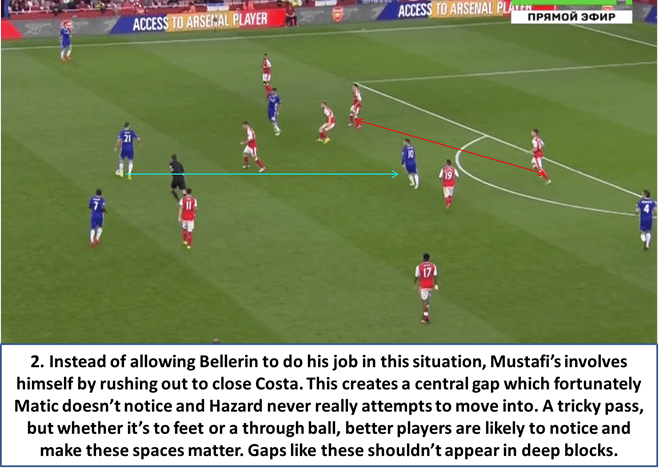 ACCESS TO ARSENAL PLAYER
Arsenal
ACCESS TO ARSENAL PLAYER
ПРЯМОЙ ЭФИР
21
10
19
7
11
4
17
2. Instead of allowing Bellerin to do his job in this situation, Mustafi's involves
himself by rushing out to close Costa. This creates a central gap which fortunately
Matic doesn't notice and Hazard never really attempts to move into. A tricky pass,
but whether it's to feet or a through ball, better players are likely to notice and
make these spaces matter. Gaps like these shouldn't appear in deep blocks.